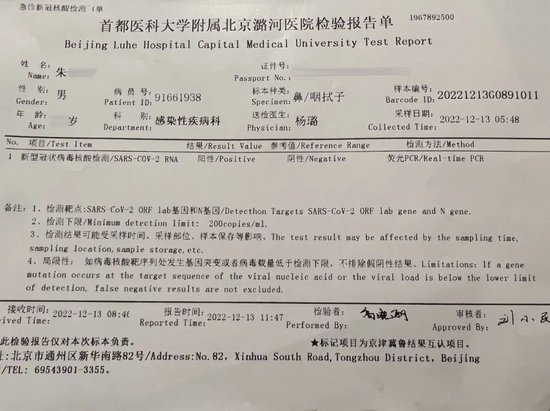 急诊新冠核酸检测（单
1967892500
首都医科大学附属北京潞河医院检验报告单
Beijing Luhe Hospital Capital Medical University Test Report
姓 名: 朱 证件号:
Name: Passport No.:
性 别: 男 病 员 号: 91661938 标本种类: 鼻/咽拭子 样本编号: 20221213G0891011
Gender: Patient ID: Specimen: Barcode ID:
年 龄: 岁 科 别: 感染性疾病科 送检医生: 杨璐 采样日期: 2022-12-13 05:48
Age: Department: Physician: Collected Time:
No. 项目/Test Item 结果/Result Value 参考值/Reference Range 检测方法/Method
1 新型冠状病毒核酸检测/SARS-COV-2 RNA 阳性/Positive 阴性/Negative 荧光PCR/Real-time PCR
备注: 1、检测靶点:SARS-CoV-2 ORF lab基因和N基因/Detecthon Targets SARS-CoV-2 ORF lab gene and N gene.
2、检测下限/Minimum detection limit: 200copies/ml.
3、检测结果可能受采样时间、采样部位、样本保存等影响。The test result may be affected by the sampling time,
sampling location,sample storage,etc.
4、局限性: 如病毒核酸靶序列处发生基因突变或者病毒载量低于检测下限,不排除假阴性结果。Limitations: If a gene
mutation occurs at the target sequence of the viral nucleic acid or the viral load is below the lower limit
of detection, false negative results are not excluded.
接收时间: 2022-12-13 08:46 报告时间: 2022-12-13 11:47 检验者: 审核者:
ved Time: Reported Time: Performed By: Approved By:
此检验报告仅对本次标本负责. ★标记项目为京津冀鲁结果互认项目.
:北京市通州区新华南路82号/Address:No.82, Xinhua South Road,Tongzhou District, Beijing
/TEL: 69543901-3355.